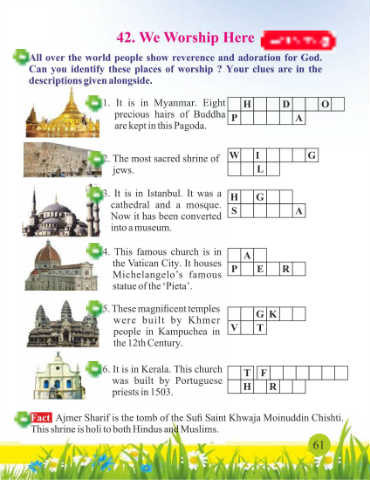 42. We Worship Here
All over the world people show reverence and adoration for God.
Can you identify these places of worship ? Your clues are in the
descriptions given alongside.
1. It is in Myanmar. Eight
precious hairs of Buddha
are kept in this Pagoda.
H D O
P A
2. The most sacred shrine of
jews.
W I G
L
3. It is in Istanbul. It was a
cathedral and a mosque.
Now it has been converted
into a museum.
H G
S A
4. This famous church is in
the Vatican City. It houses
Michelangelo's famous
statue of the 'Pieta'.
A
P E R
5. These magnificent temples
were built by Khmer
people in Kampuchea in
the 12th Century.
G K
V T
6. It is in Kerala. This church
was built by Portuguese
priests in 1503.
T F
H R
Fact Ajmer Sharif is the tomb of the Sufi Saint Khwaja Moinuddin Chishti.
This shrine is holi to both Hindus and Muslims.
61